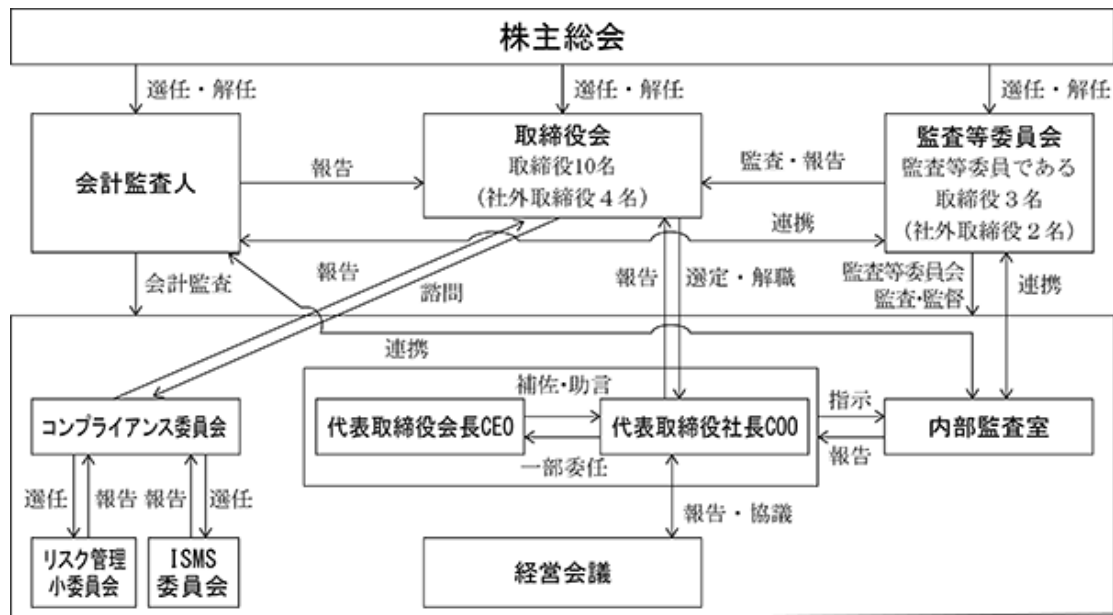 株主総会
選任・解任
選任・解任
選任・解任
会計監査人
取締役会
取締役10名
（社外取締役４名）
監査等委員会
監査等委員である
取締役３名
（社外取締役２名）
報告
監査・報告
連携
会計監査
報告
諮問
報告
選定・解職
監査等委員会
監査・監督
連携
連携
コンプライアンス委員会
補佐・助言
代表取締役会長CEO
代表取締役社長COO
一部委任
指示
報告
内部監査室
選任
報告
報告
選任
報告・協議
リスク管理
小委員会
ISMS
委員会
経営会議